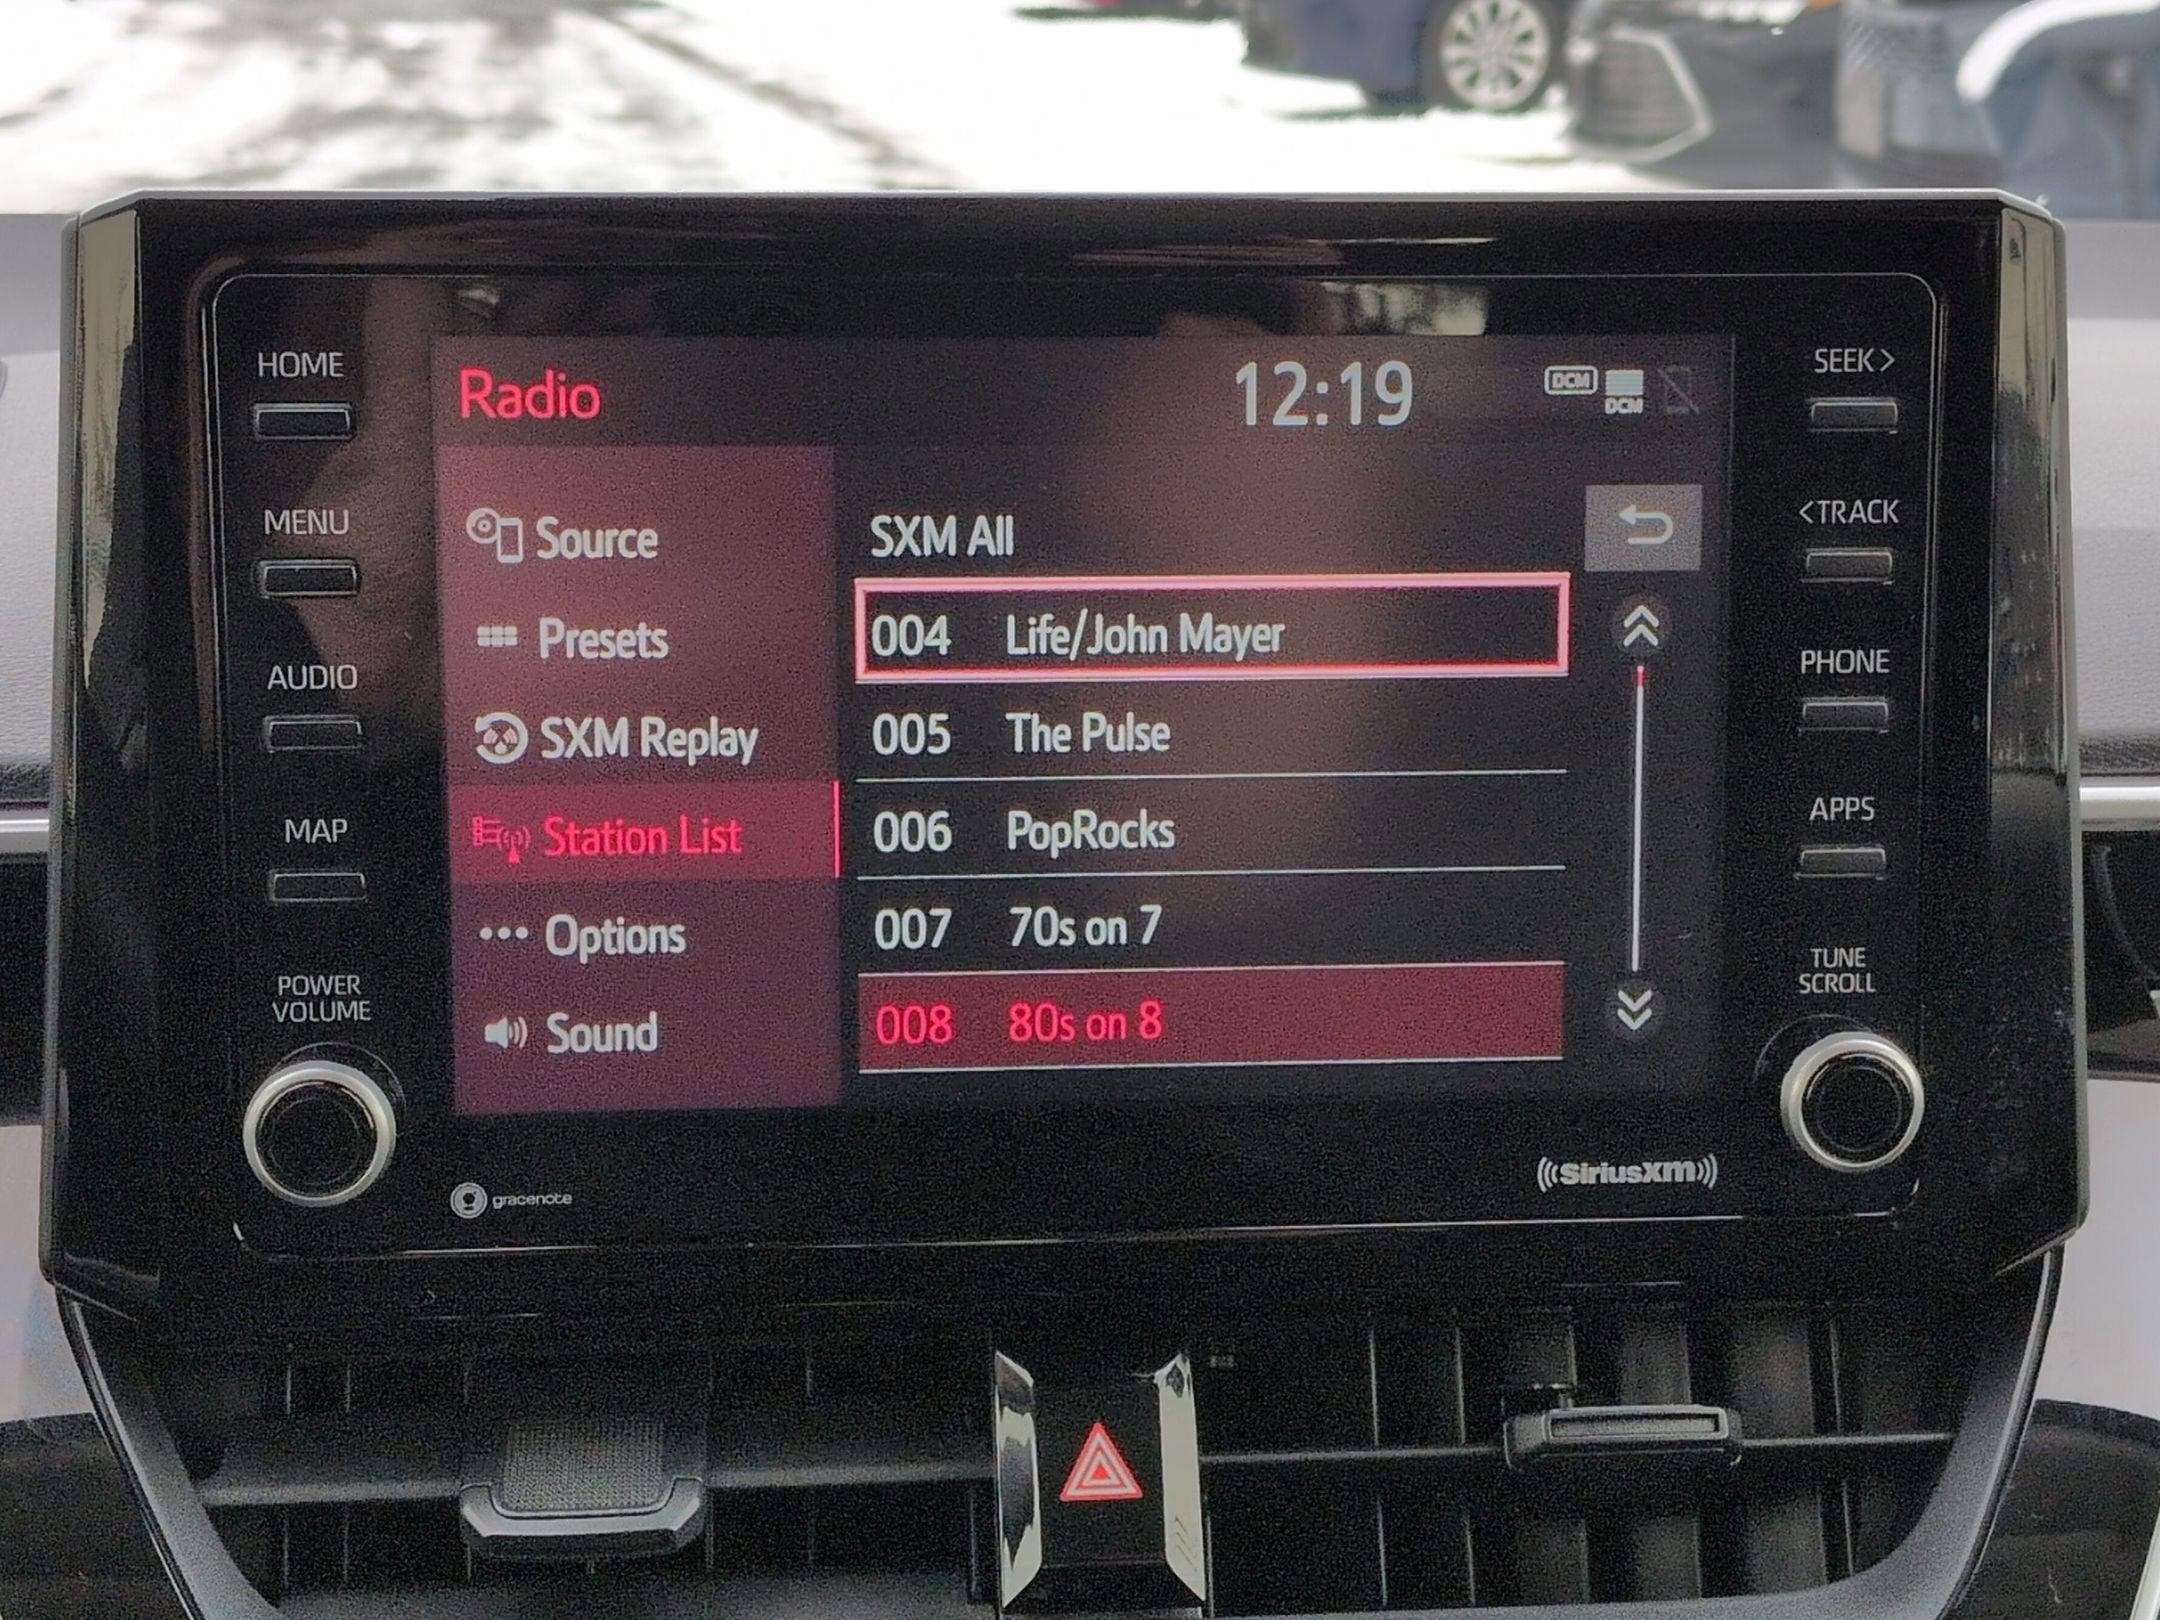 HOME
MENU
AUDIO
MAP
POWER
VOLUME
Radio
12:19
DCM
DCM
Source
Presets
SXM Replay
Station List
Options
Sound
SXM All
004 Life/John Mayer
005 The Pulse
006 PopRocks
007 70s on 7
008 80s on 8
SEEK>
<TRACK
PHONE
APPS
TUNE
SCROLL
gracenote
SiriusXM